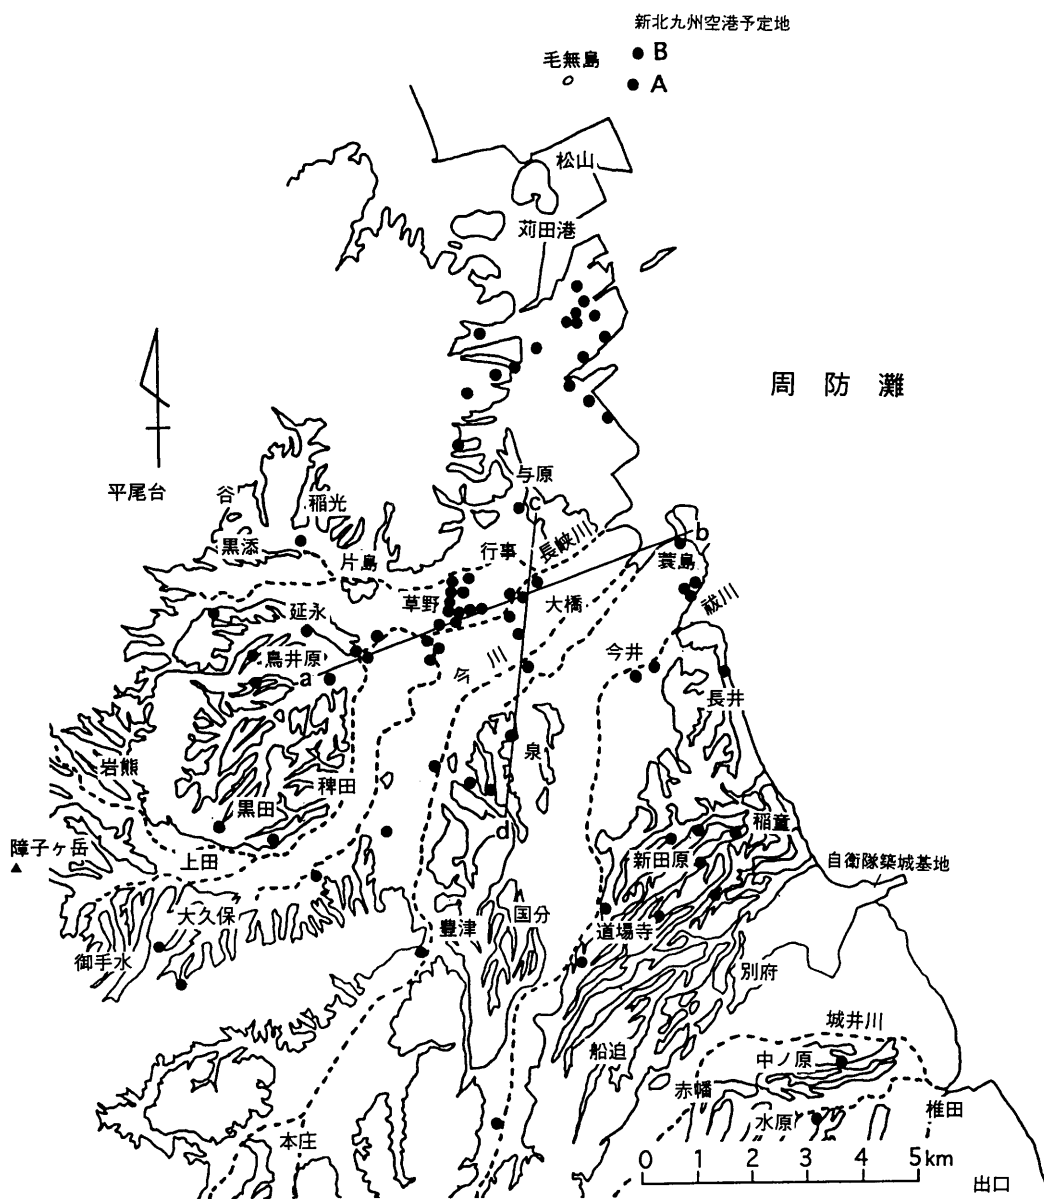 新北九州空港予定地
毛無島
B
A
松山
苅田港
周防灘
平尾台
谷
稲光
与原
c
黒添
片島
行事
長峡川
b
蓑島
草野
大橋
祓川
延永
鳥井原
a
今川
今井
長井
泉
岩熊
稗田
黒田
d
稲童
障子ヶ岳
上田
新田原
自衛隊築城基地
大久保
豊津
国分
道場寺
御手水
別府
城井川
船迫
中ノ原
赤幡
椎田
水原
本庄
0 1 2 3 4 5km
出口